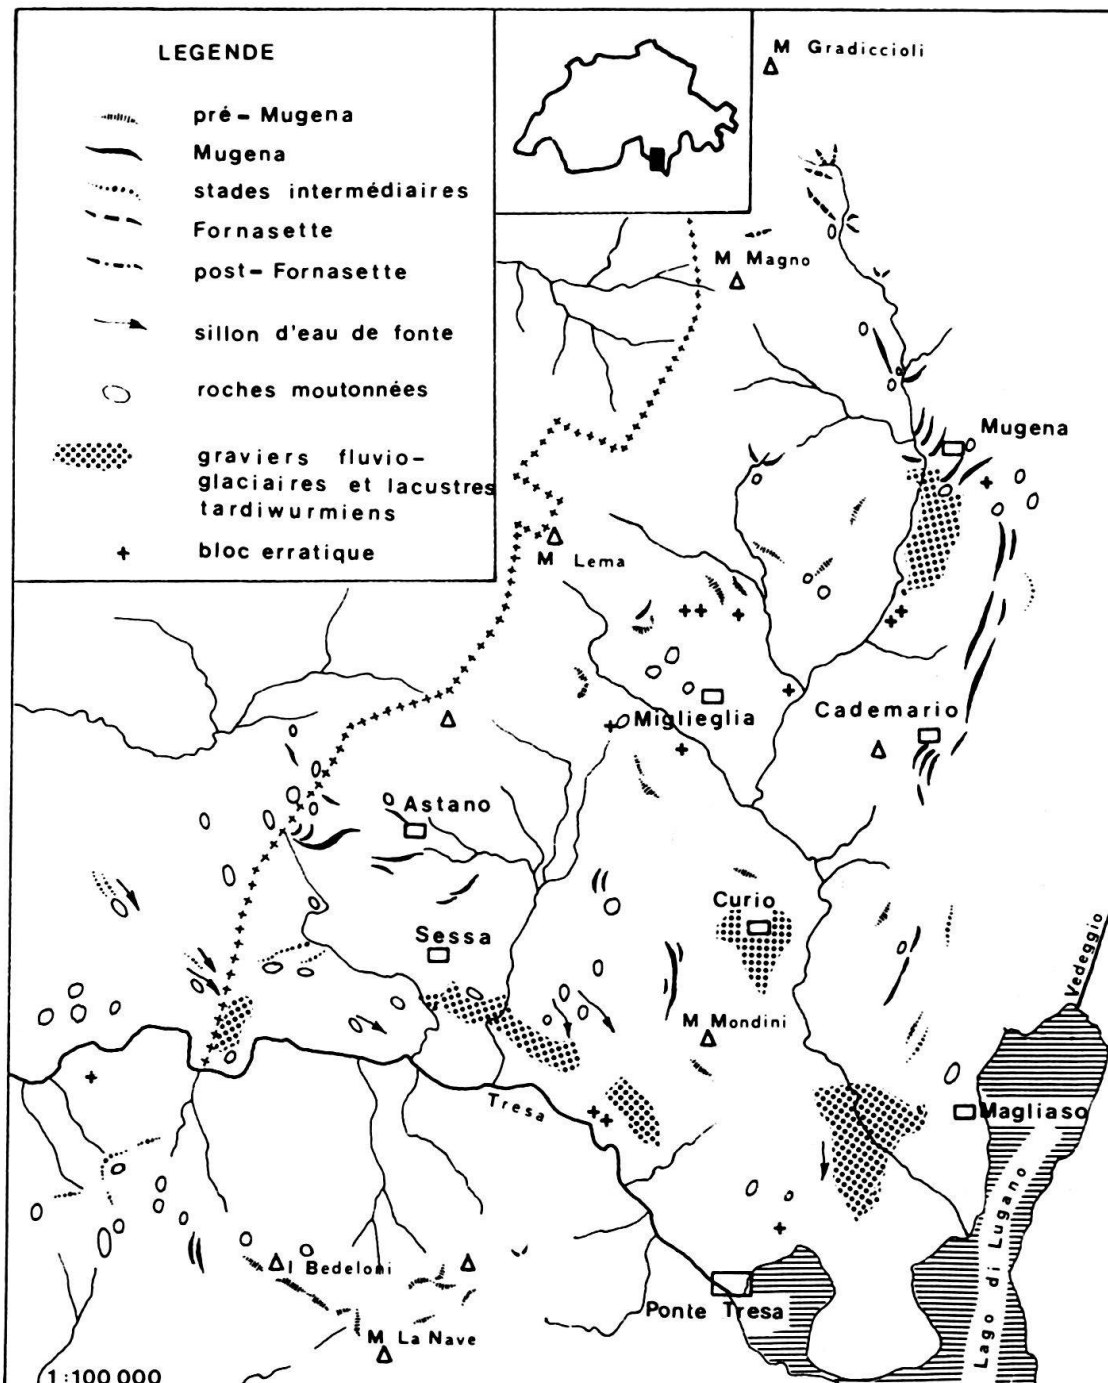 LEGENDE
pré-Mugena
Mugena
stades intermédiaires
Fornasette
post-Fornasette
sillon d'eau de fonte
roches moutonnées
graviers fluvio-
glaciaires et lacustres
tardiwurmiens
bloc erratique
M Gradiccioli
M Magno
Mugena
M Lema
Miglieglia
Cademario
Astano
Curio
Sessa
Vedeggio
M Mondini
Tresa
Magliaso
Lago di Lugano
I Bedeloni
Ponte Tresa
M La Nave
1:100 000